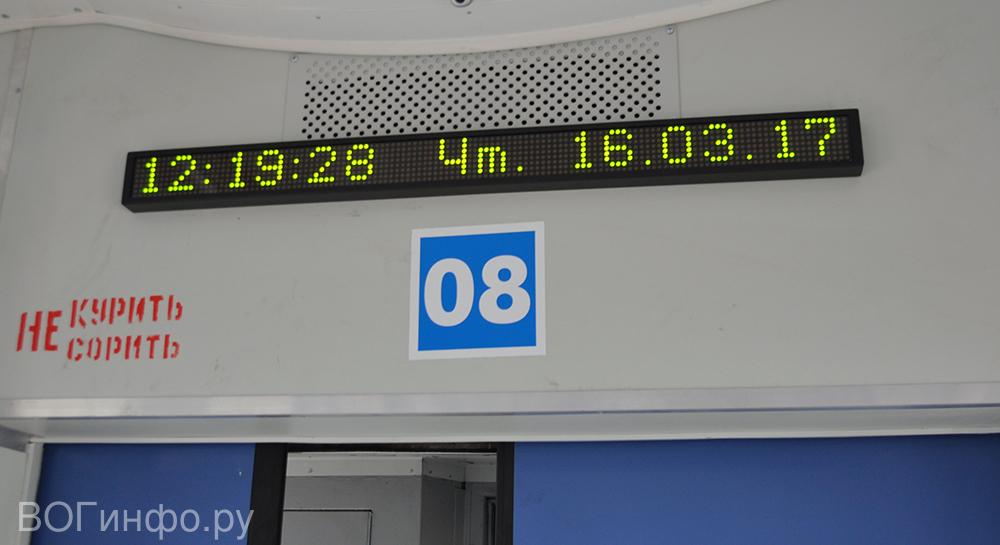 12:19:28 Чт. 16.03.17
08
НЕ КУРИТЬ
СОРИТЬ
ВОГинфо.ру